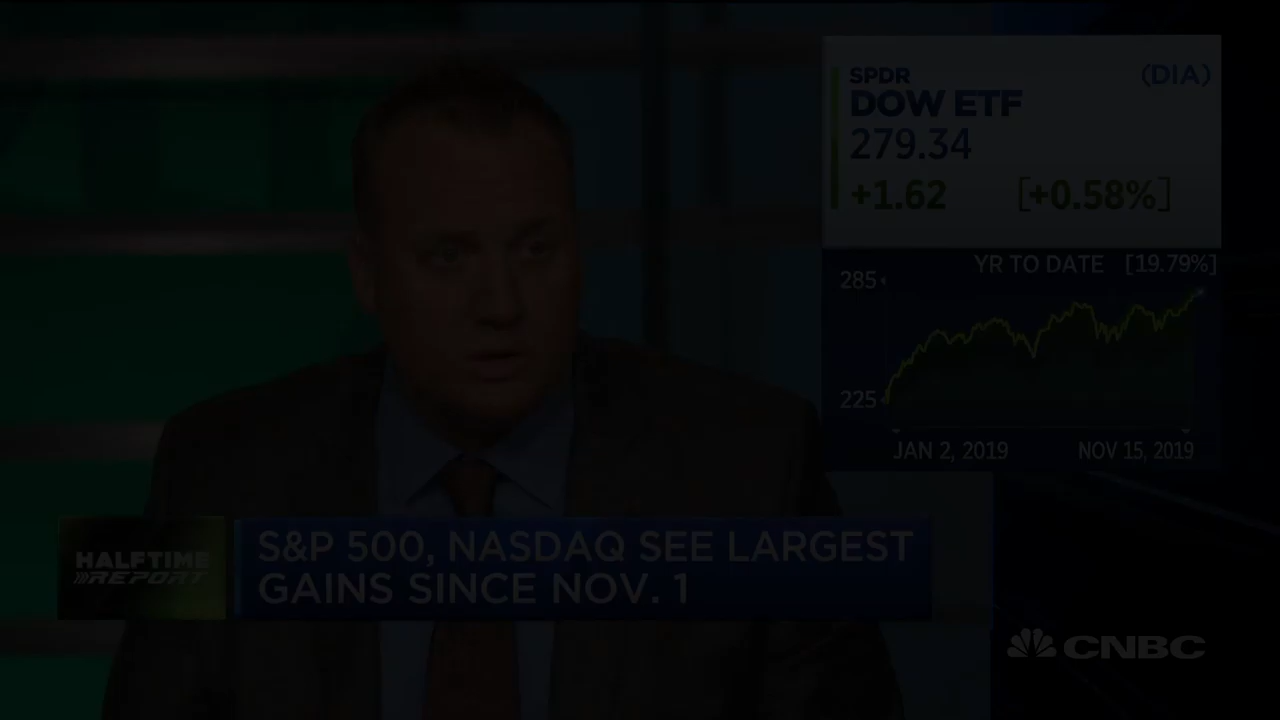 SPDR (DIA)
DOW ETF
279.34
+1.62 [+0.58%]
YR TO DATE [19.79%]
285
225
JAN 2, 2019 NOV 15, 2019
HALFTIME
REPORT
S&P 500, NASDAQ SEE LARGEST
GAINS SINCE NOV. 1
CNBC